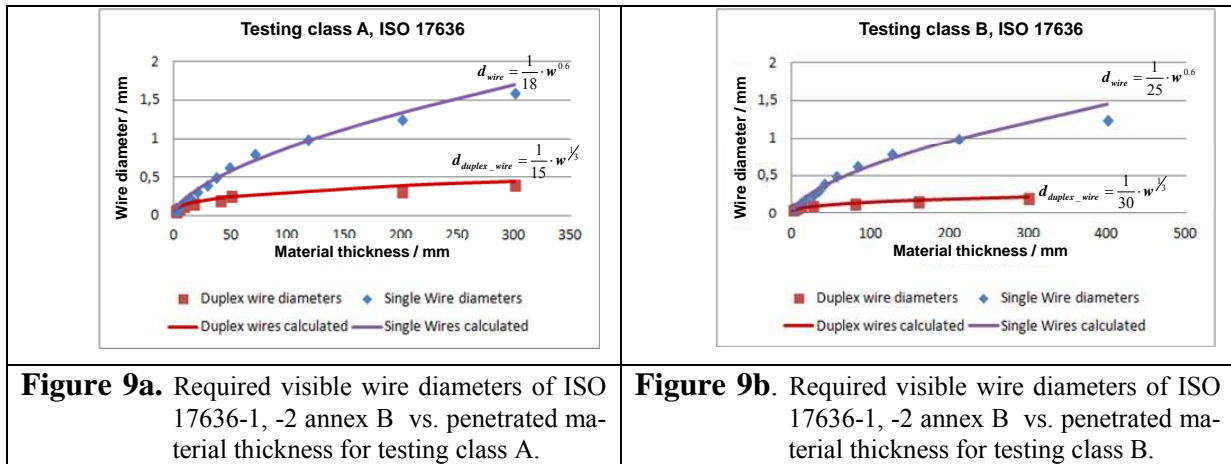 Testing class A, ISO 17636
Wire diameter / mm
2
1,5
1
0,5
0
0 50 100 150 200 250 300 350
Material thickness / mm
d_wire = 1/18 · w^0.6
d_duplex_wire = 1/15 · w^1/3
Duplex wire diameters Single Wire diameters
Duplex wires calculated Single Wires calculated
Testing class B, ISO 17636
Wire diameter / mm
2
1,5
1
0,5
0
0 100 200 300 400 500
Material thickness / mm
d_wire = 1/25 · w^0.6
d_duplex_wire = 1/30 · w^1/3
Duplex wire diameters Single Wire diameters
Duplex wires calculated Single Wires calculated
Figure 9a. Required visible wire diameters of ISO
17636-1, -2 annex B vs. penetrated ma-
terial thickness for testing class A.
Figure 9b. Required visible wire diameters of ISO
17636-1, -2 annex B vs. penetrated ma-
terial thickness for testing class B.